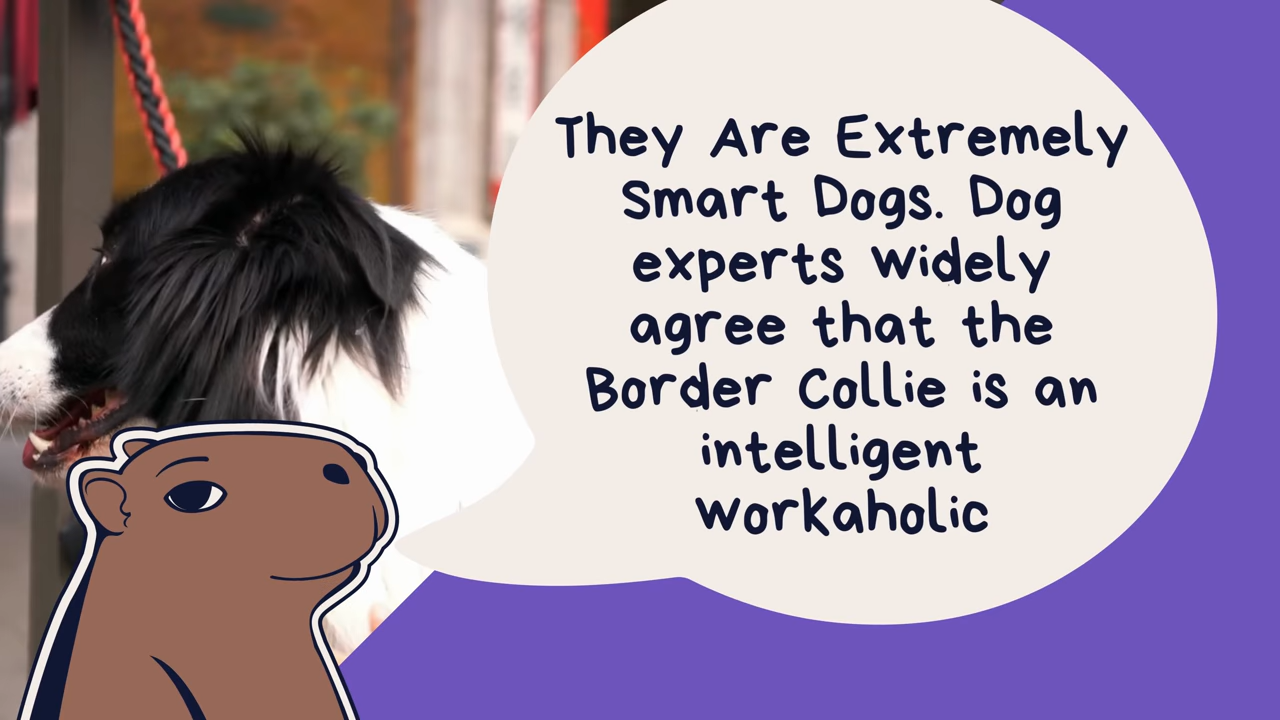 They Are Extremely
Smart Dogs. Dog
experts widely
agree that the
Border Collie is an
intelligent
workaholic